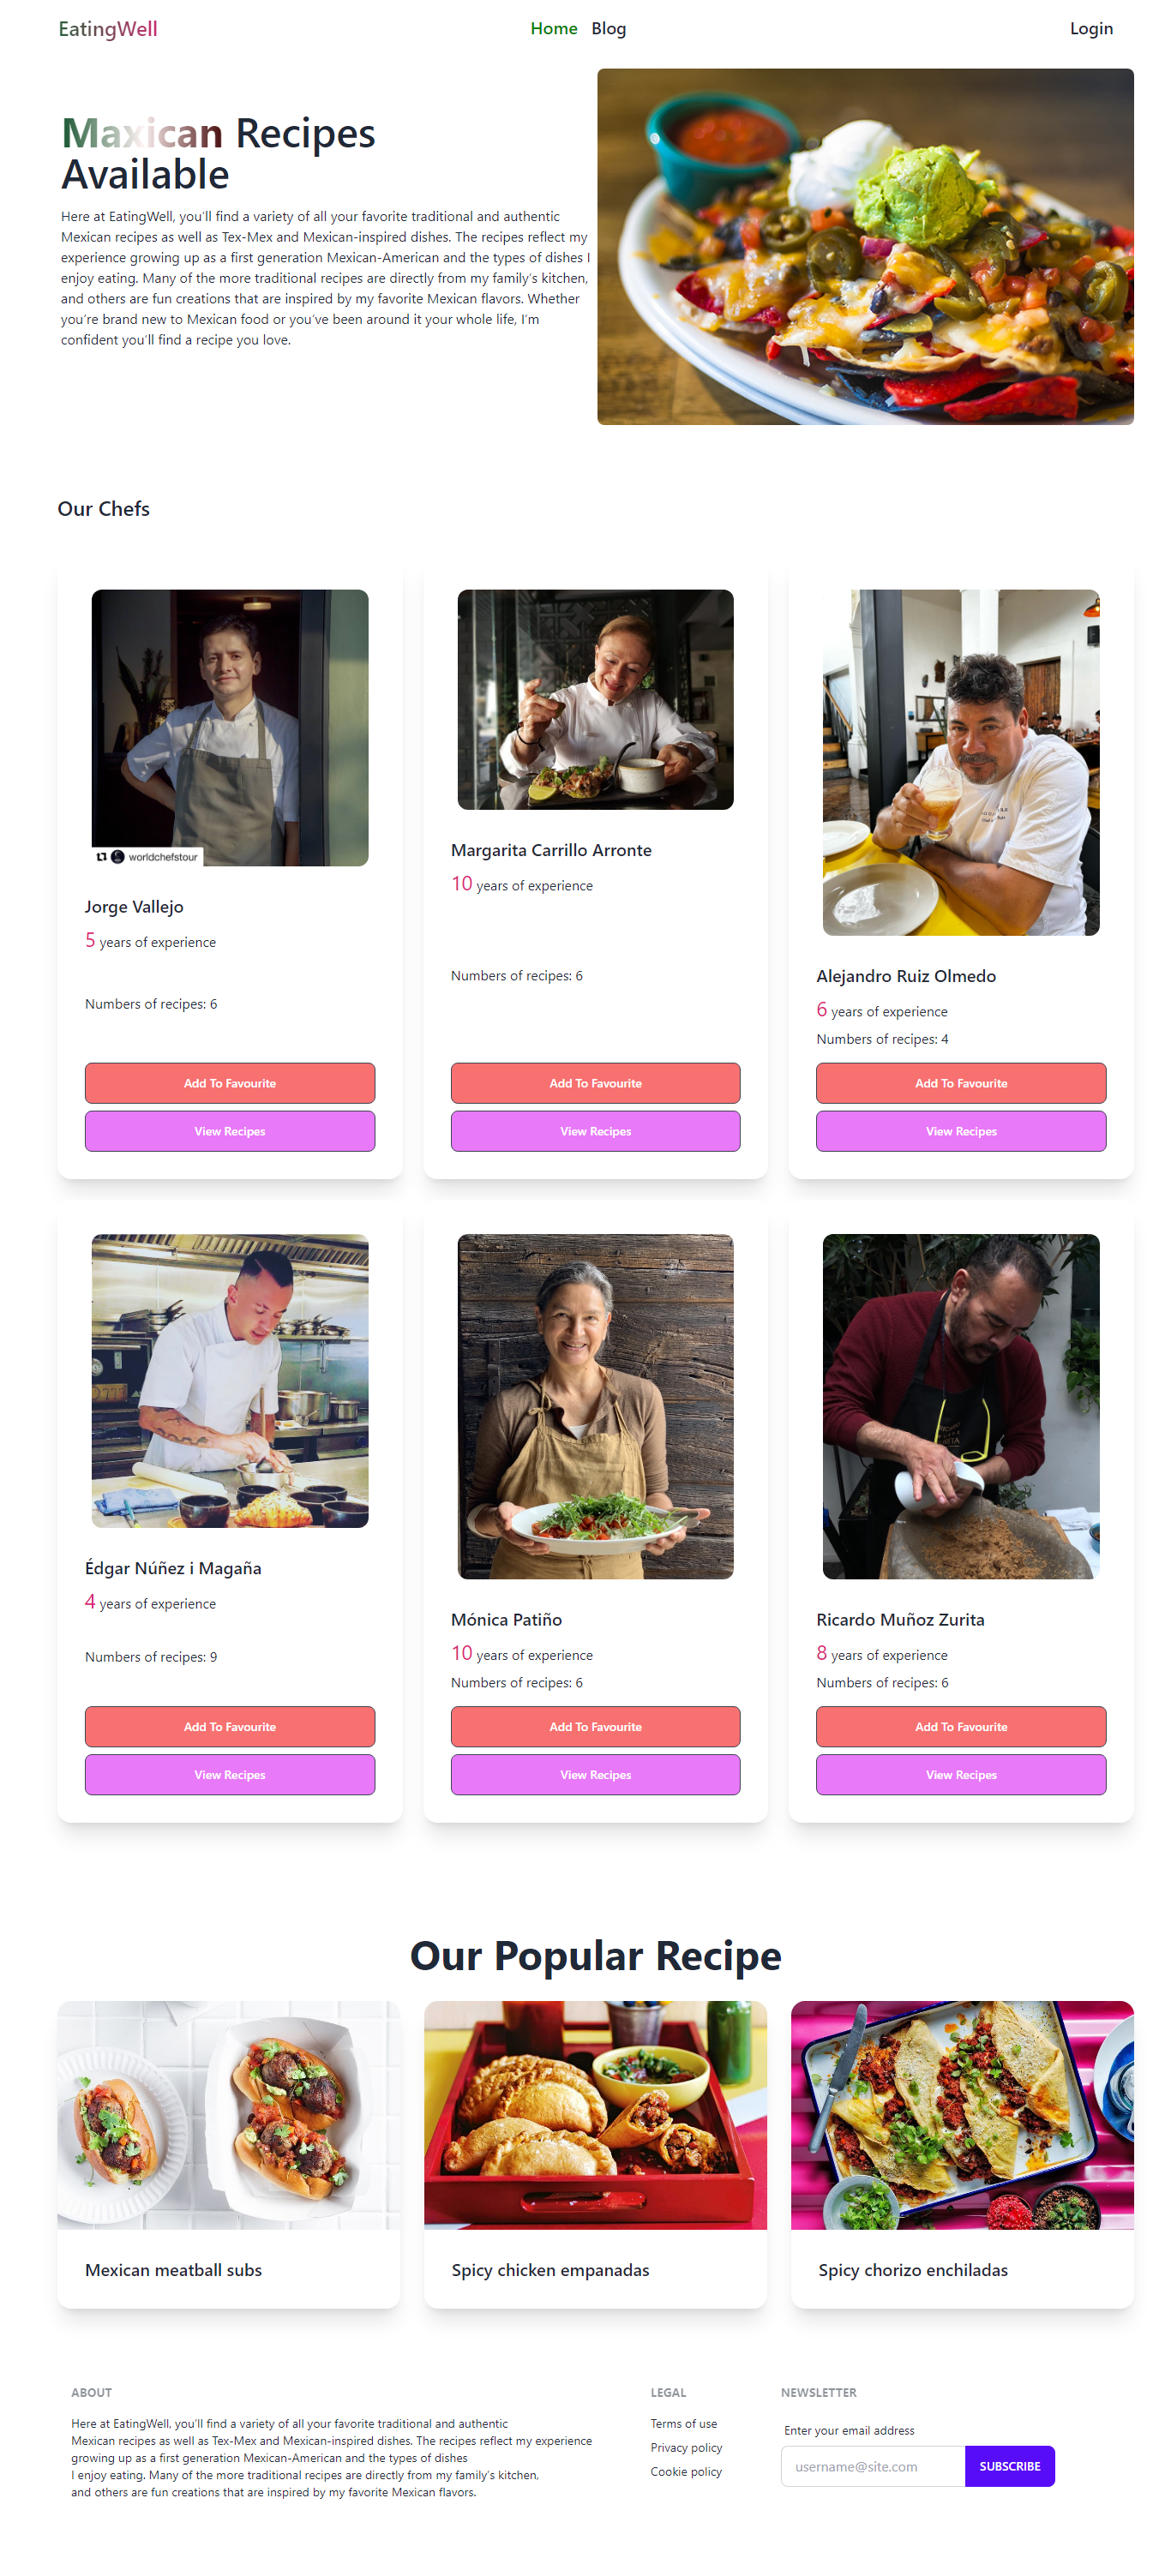 EatingWell
Home Blog
Login
Maxican Recipes
Available
Here at EatingWell, you'll find a variety of all your favorite traditional and authentic
Mexican recipes as well as Tex-Mex and Mexican-inspired dishes. The recipes reflect my
experience growing up as a first generation Mexican-American and the types of dishes I
enjoy eating. Many of the more traditional recipes are directly from my family's kitchen,
and others are fun creations that are inspired by my favorite Mexican flavors. Whether
you're brand new to Mexican food or you've been around it your whole life, I'm
confident you'll find a recipe you love.
Our Chefs
worldchefstour
Jorge Vallejo
5 years of experience
Numbers of recipes: 6
Add To Favourite
View Recipes
Margarita Carrillo Arronte
10 years of experience
Numbers of recipes: 6
Add To Favourite
View Recipes
Alejandro Ruiz Olmedo
6 years of experience
Numbers of recipes: 4
Add To Favourite
View Recipes
Édgar Núñez i Magaña
4 years of experience
Numbers of recipes: 9
Add To Favourite
View Recipes
Mónica Patiño
10 years of experience
Numbers of recipes: 6
Add To Favourite
View Recipes
Ricardo Muñoz Zurita
8 years of experience
Numbers of recipes: 6
Add To Favourite
View Recipes
Our Popular Recipe
Mexican meatball subs
Spicy chicken empanadas
Spicy chorizo enchiladas
ABOUT
Here at EatingWell, you'll find a variety of all your favorite traditional and authentic
Mexican recipes as well as Tex-Mex and Mexican-inspired dishes. The recipes reflect my experience
growing up as a first generation Mexican-American and the types of dishes
I enjoy eating. Many of the more traditional recipes are directly from my family's kitchen,
and others are fun creations that are inspired by my favorite Mexican flavors.
LEGAL
Terms of use
Privacy policy
Cookie policy
NEWSLETTER
Enter your email address
username@site.com
SUBSCRIBE